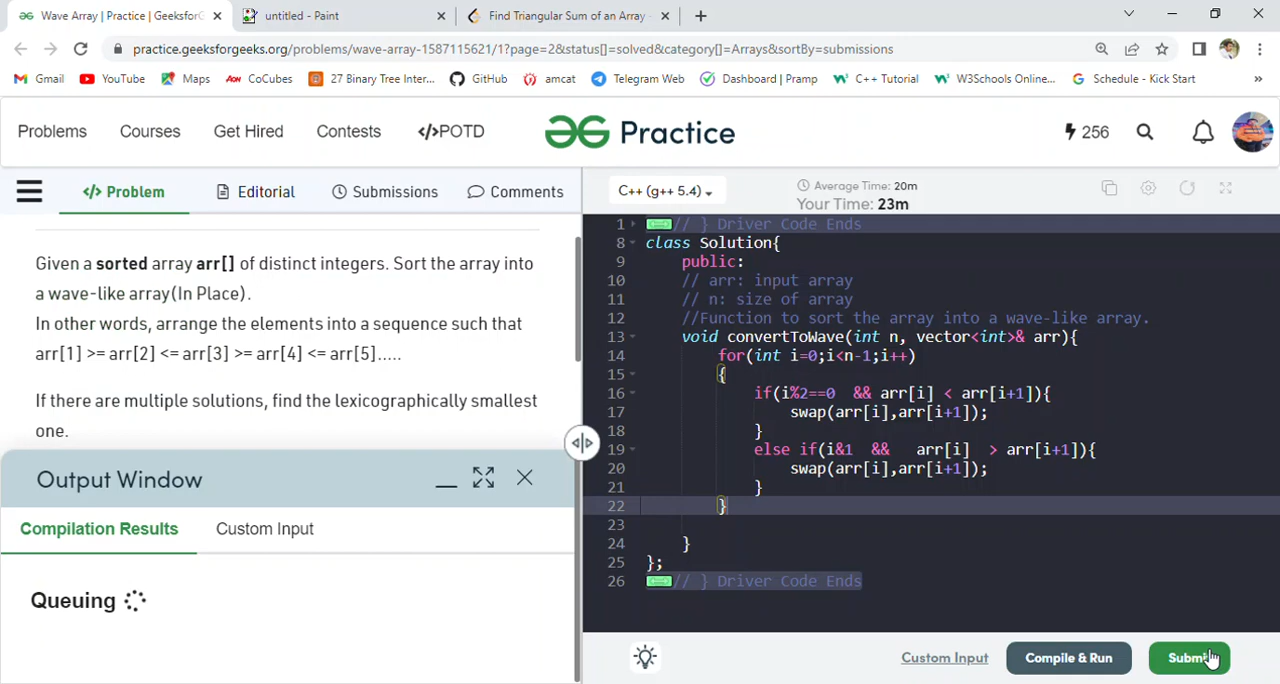 Wave Array | Practice | GeeksforG
untitled - Paint
Find Triangular Sum of an Array -
practice.geeksforgeeks.org/problems/wave-array-1587115621/1?page=2&status[]=solved&category[]=Arrays&sortBy=submissions
Gmail
YouTube
Maps
CoCubes
27 Binary Tree Inter...
GitHub
amcat
Telegram Web
Dashboard | Pramp
C++ Tutorial
W3Schools Online...
Schedule - Kick Start
»
Problems
Courses
Get Hired
Contests
</>POTD
Practice
256
</> Problem
Editorial
Submissions
Comments
C++ (g++ 5.4)
Average Time: 20m
Your Time: 23m
Given a sorted array arr[] of distinct integers. Sort the array into
a wave-like array(In Place).
In other words, arrange the elements into a sequence such that
arr[1] >= arr[2] <= arr[3] >= arr[4] <= arr[5].....
If there are multiple solutions, find the lexicographically smallest
one.
Output Window
Compilation Results
Custom Input
Queuing
1 // } Driver Code Ends
8 class Solution{
9 public:
10 // arr: input array
11 // n: size of array
12 //Function to sort the array into a wave-like array.
13 void convertToWave(int n, vector<int>& arr){
14 for(int i=0;i<n-1;i++)
15 {
16 if(i%2==0 && arr[i] < arr[i+1]){
17 swap(arr[i],arr[i+1]);
18 }
19 else if(i&1 && arr[i] > arr[i+1]){
20 swap(arr[i],arr[i+1]);
21 }
22 }
23
24 }
25 };
26 // } Driver Code Ends
Custom Input
Compile & Run
Submit